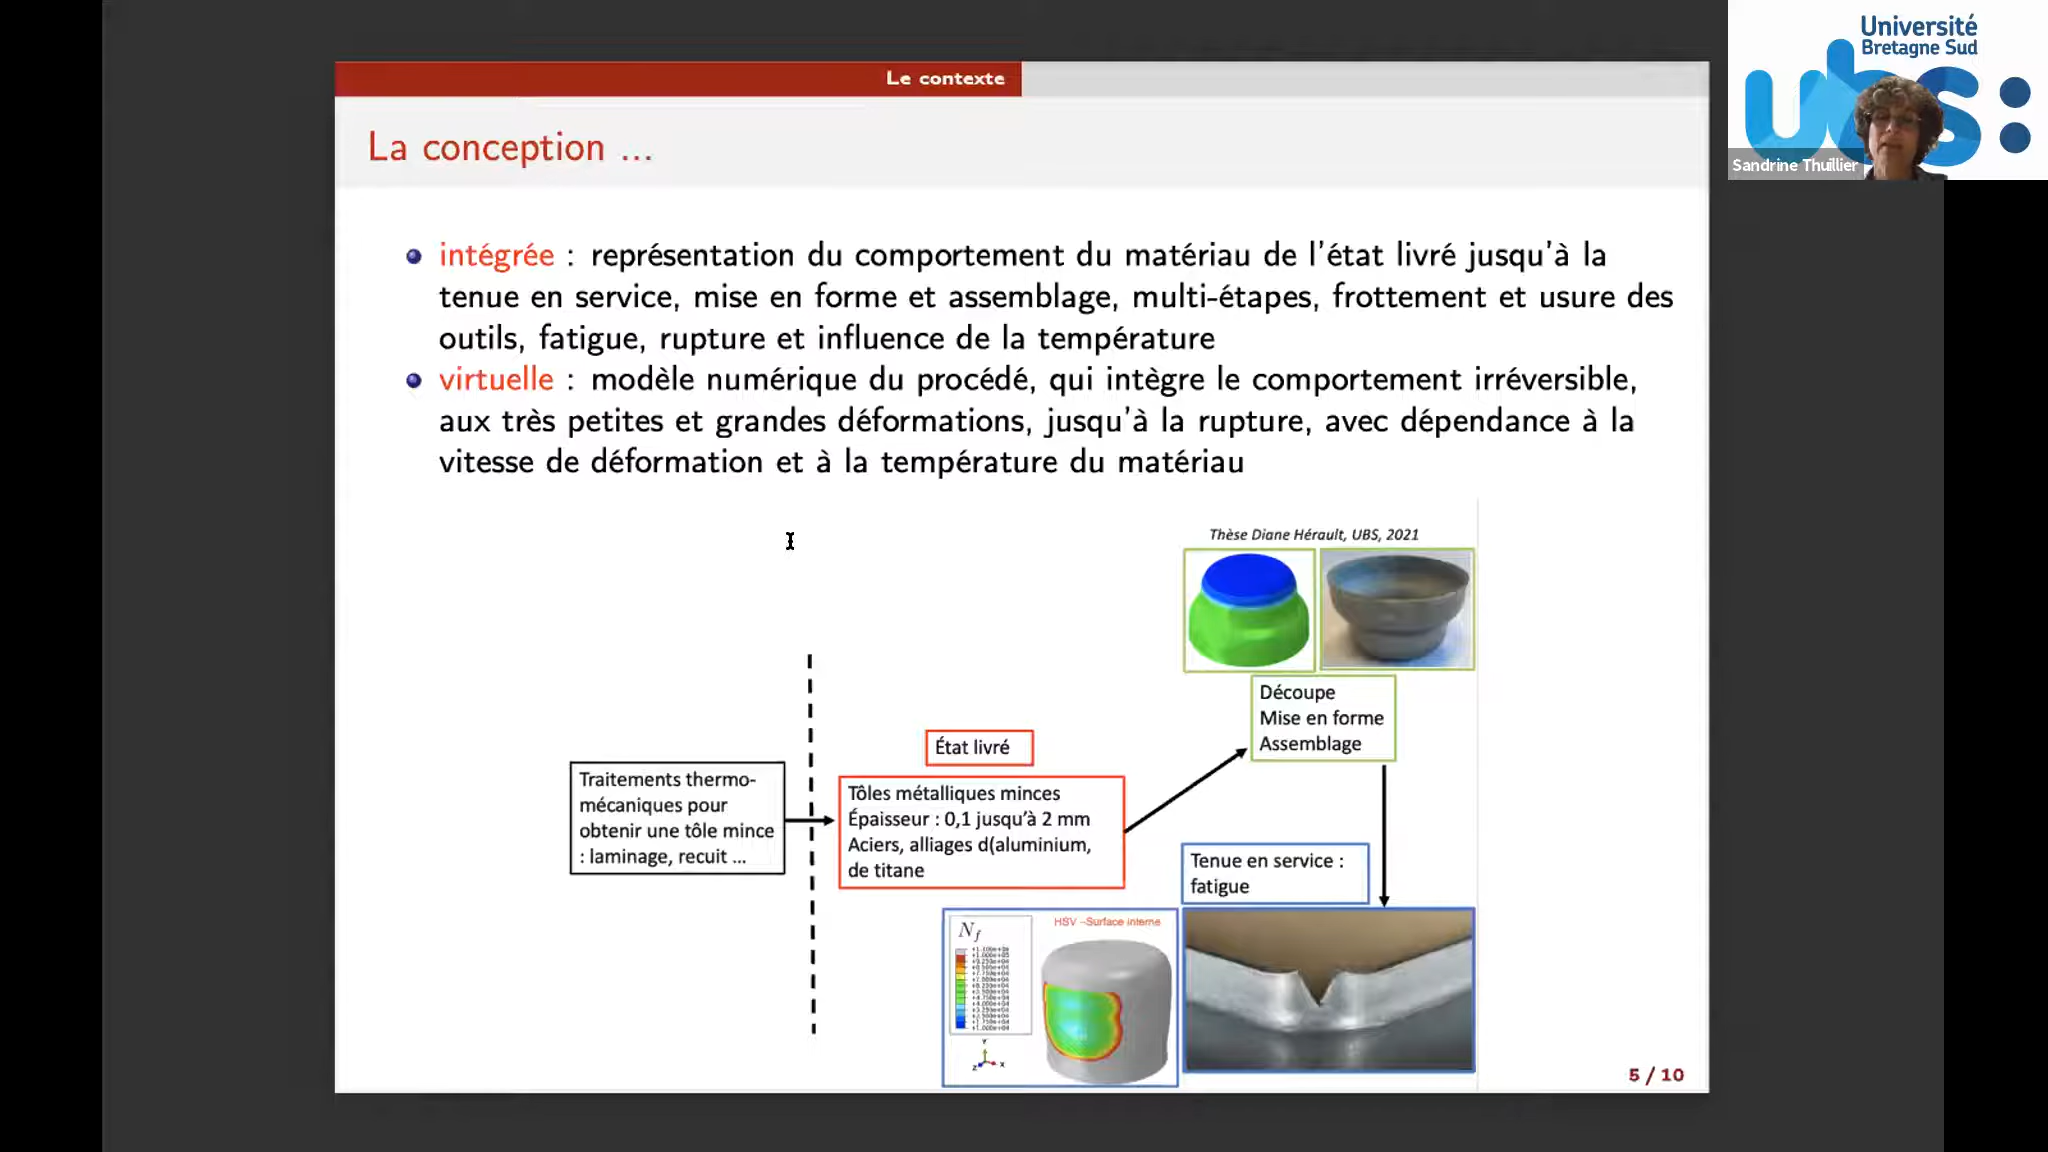 Université
Bretagne Sud
ubs:
Sandrine Thuillier
Le contexte
La conception ...
intégrée : représentation du comportement du matériau de l'état livré jusqu'à la
tenue en service, mise en forme et assemblage, multi-étapes, frottement et usure des
outils, fatigue, rupture et influence de la température
virtuelle : modèle numérique du procédé, qui intègre le comportement irréversible,
aux très petites et grandes déformations, jusqu'à la rupture, avec dépendance à la
vitesse de déformation et à la température du matériau
Thèse Diane Hérault, UBS, 2021
Découpe
Mise en forme
Assemblage
État livré
Traitements thermo-
mécaniques pour
obtenir une tôle mince
: laminage, recuit ...
Tôles métalliques minces
Épaisseur : 0,1 jusqu'à 2 mm
Aciers, alliages d(aluminium,
de titane
Tenue en service :
fatigue
HSV –Surface interne
Nf
Y
Z
X
5 / 10